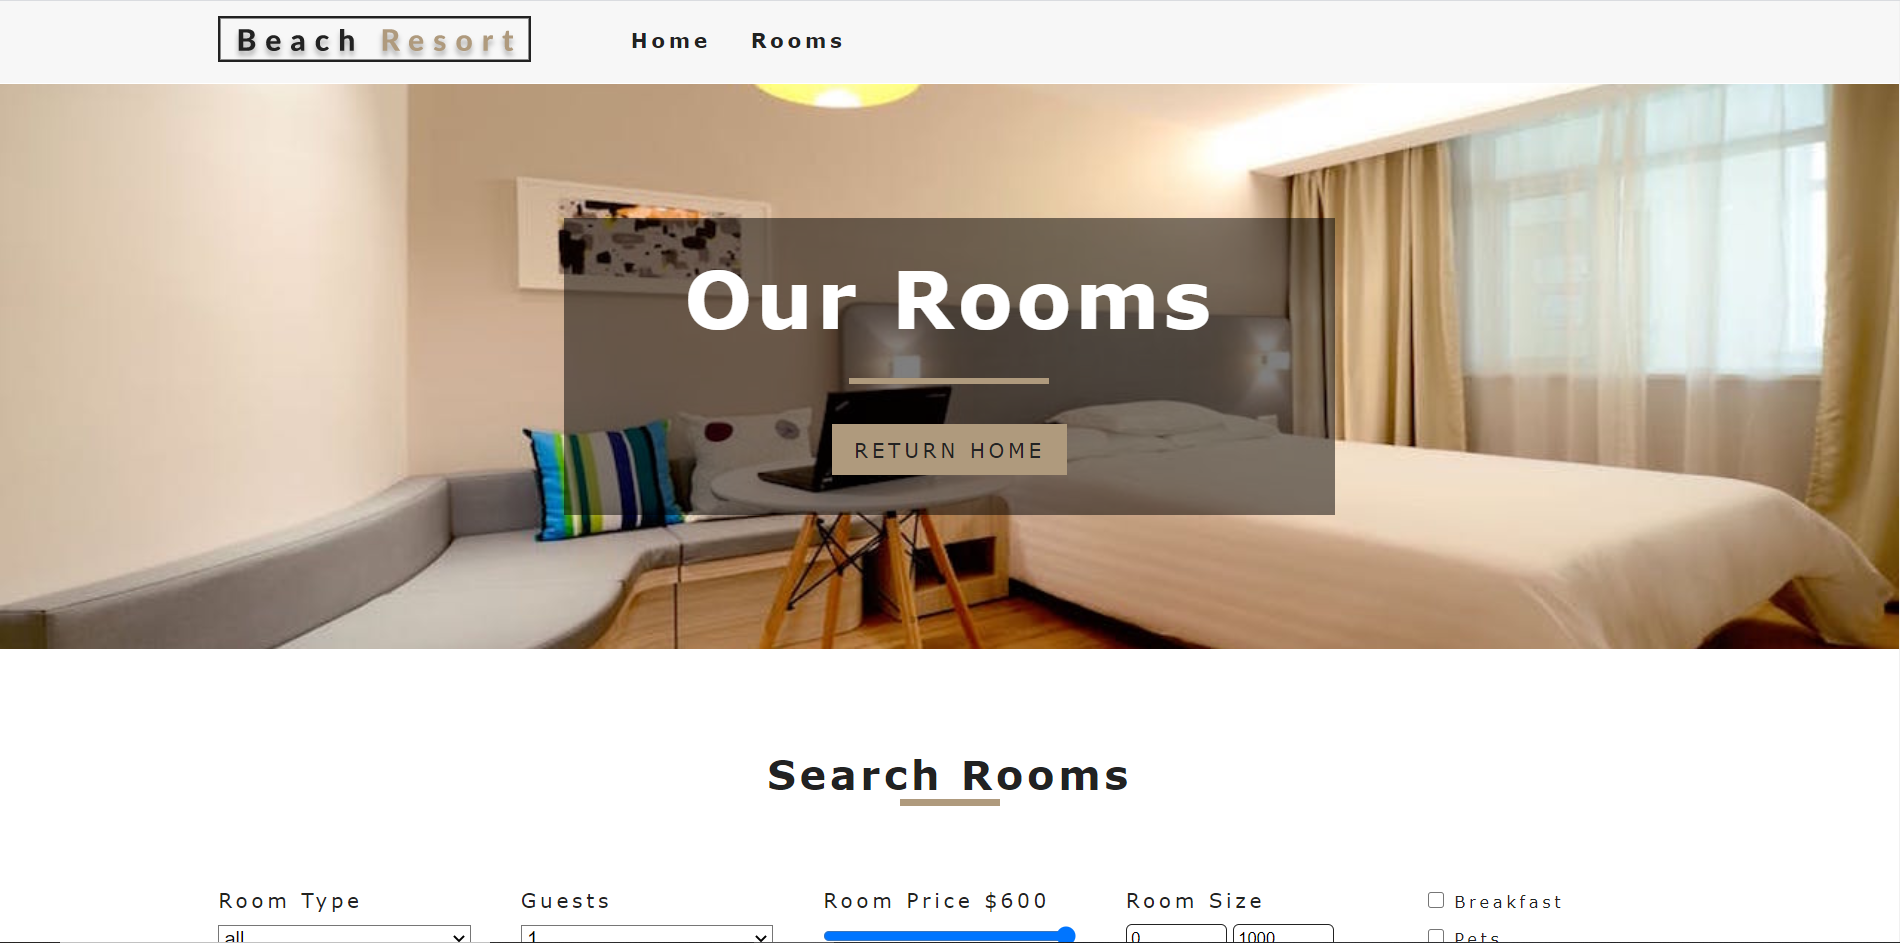 Beach Resort
Home Rooms
Our Rooms
RETURN HOME
Search Rooms
Room Type Guests Room Price $600 Room Size Breakfast
all 1 0 1000 Pets